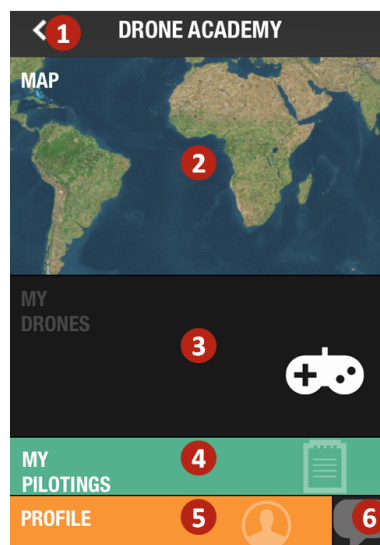 1 DRONE ACADEMY
MAP
2
MY
DRONES
3
4
MY
PILOTINGS
PROFILE 5 6